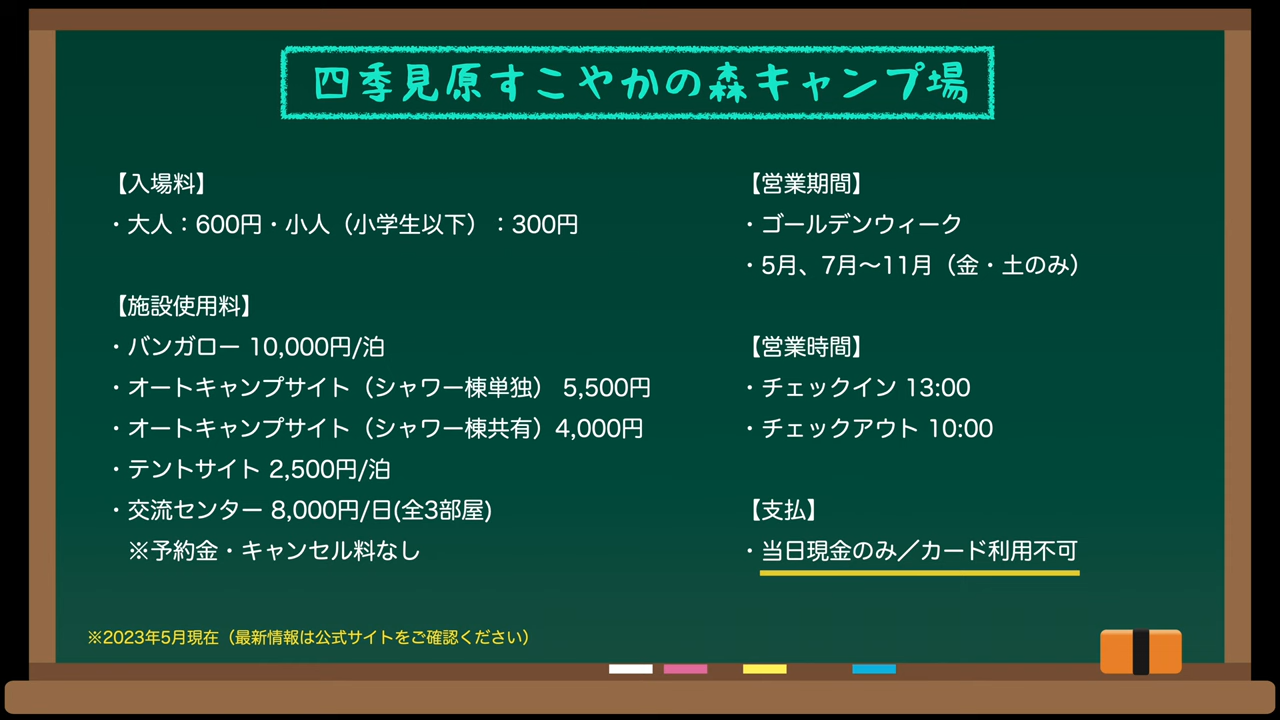 四季見原すこやかの森キャンプ場
【入場料】
・大人：600円・小人（小学生以下）：300円
【施設使用料】
・バンガロー 10,000円/泊
・オートキャンプサイト（シャワー棟単独） 5,500円
・オートキャンプサイト（シャワー棟共有）4,000円
・テントサイト 2,500円/泊
・交流センター 8,000円/日(全3部屋)
※予約金・キャンセル料なし
【営業期間】
・ゴールデンウィーク
・5月、7月〜11月（金・土のみ）
【営業時間】
・チェックイン 13:00
・チェックアウト 10:00
【支払】
・当日現金のみ／カード利用不可
※2023年5月現在（最新情報は公式サイトをご確認ください）